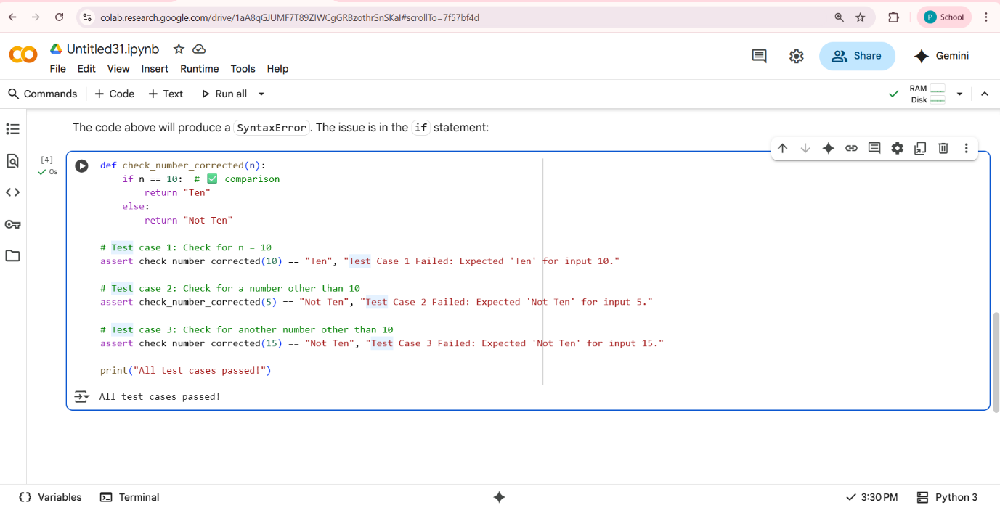 colab.research.google.com/drive/1aA8qGJUMF7T89ZIWCgGRBzothrSnSKaI#scrollTo=7f57bf4d
P School
CO Untitled31.ipynb
File Edit View Insert Runtime Tools Help
Share Gemini
Commands + Code + Text Run all
RAM
Disk
The code above will produce a SyntaxError. The issue is in the if statement:
[4]
0s
def check_number_corrected(n):
    if n == 10:  # ✅ comparison
        return "Ten"
    else:
        return "Not Ten"
# Test case 1: Check for n = 10
assert check_number_corrected(10) == "Ten", "Test Case 1 Failed: Expected 'Ten' for input 10."
# Test case 2: Check for a number other than 10
assert check_number_corrected(5) == "Not Ten", "Test Case 2 Failed: Expected 'Not Ten' for input 5."
# Test case 3: Check for another number other than 10
assert check_number_corrected(15) == "Not Ten", "Test Case 3 Failed: Expected 'Not Ten' for input 15."
print("All test cases passed!")
All test cases passed!
{} Variables Terminal
3:30 PM Python 3